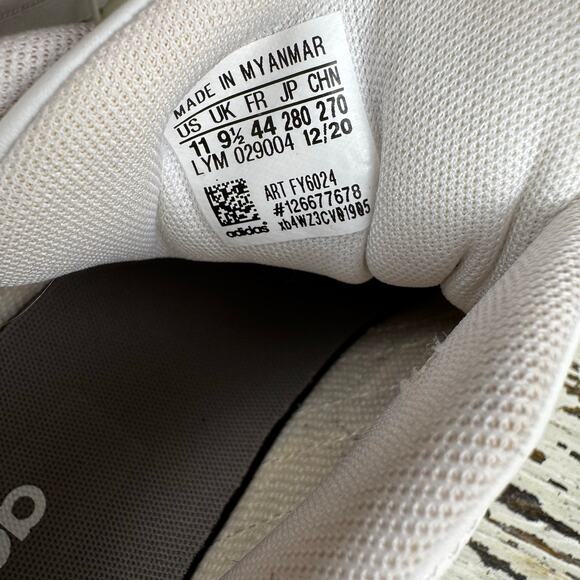 MADE IN MYANMAR
US UK FR JP CHN
11 9½ 44 280 270
LYM 029004 12/20
ART FY6024
#126677678
adidas xb4WZ3CV01905